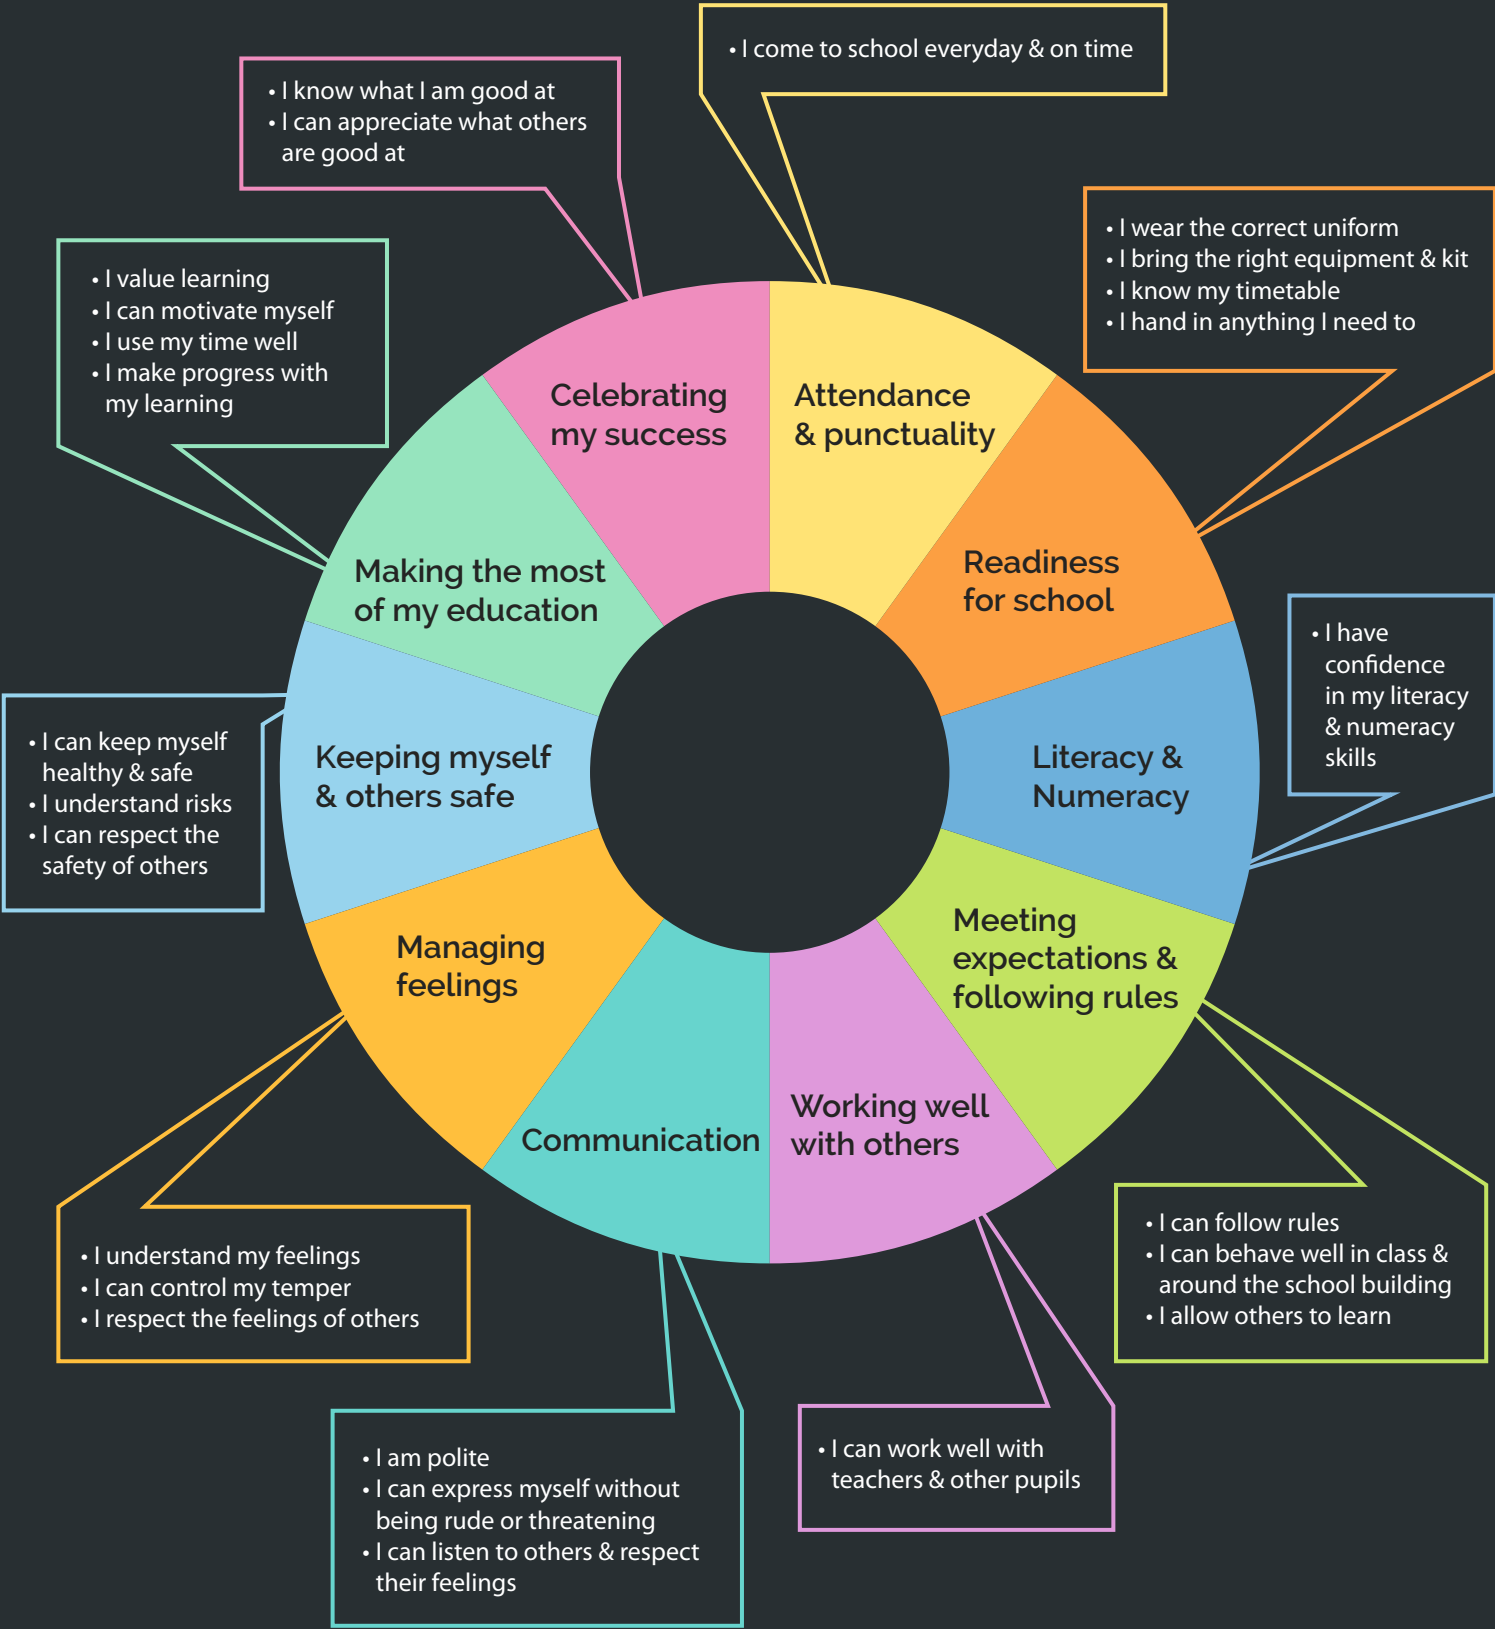 • I come to school everyday & on time
Attendance
& punctuality
• I wear the correct uniform
• I bring the right equipment & kit
• I know my timetable
• I hand in anything I need to
Readiness
for school
• I have
confidence
in my literacy
& numeracy
skills
Literacy &
Numeracy
Meeting
expectations &
following rules
• I can follow rules
• I can behave well in class &
around the school building
• I allow others to learn
Working well
with others
• I can work well with
teachers & other pupils
Communication
• I am polite
• I can express myself without
being rude or threatening
• I can listen to others & respect
their feelings
Managing
feelings
• I understand my feelings
• I can control my temper
• I respect the feelings of others
Keeping myself
& others safe
• I can keep myself
healthy & safe
• I understand risks
• I can respect the
safety of others
Making the most
of my education
• I value learning
• I can motivate myself
• I use my time well
• I make progress with
my learning
Celebrating
my success
• I know what I am good at
• I can appreciate what others
are good at